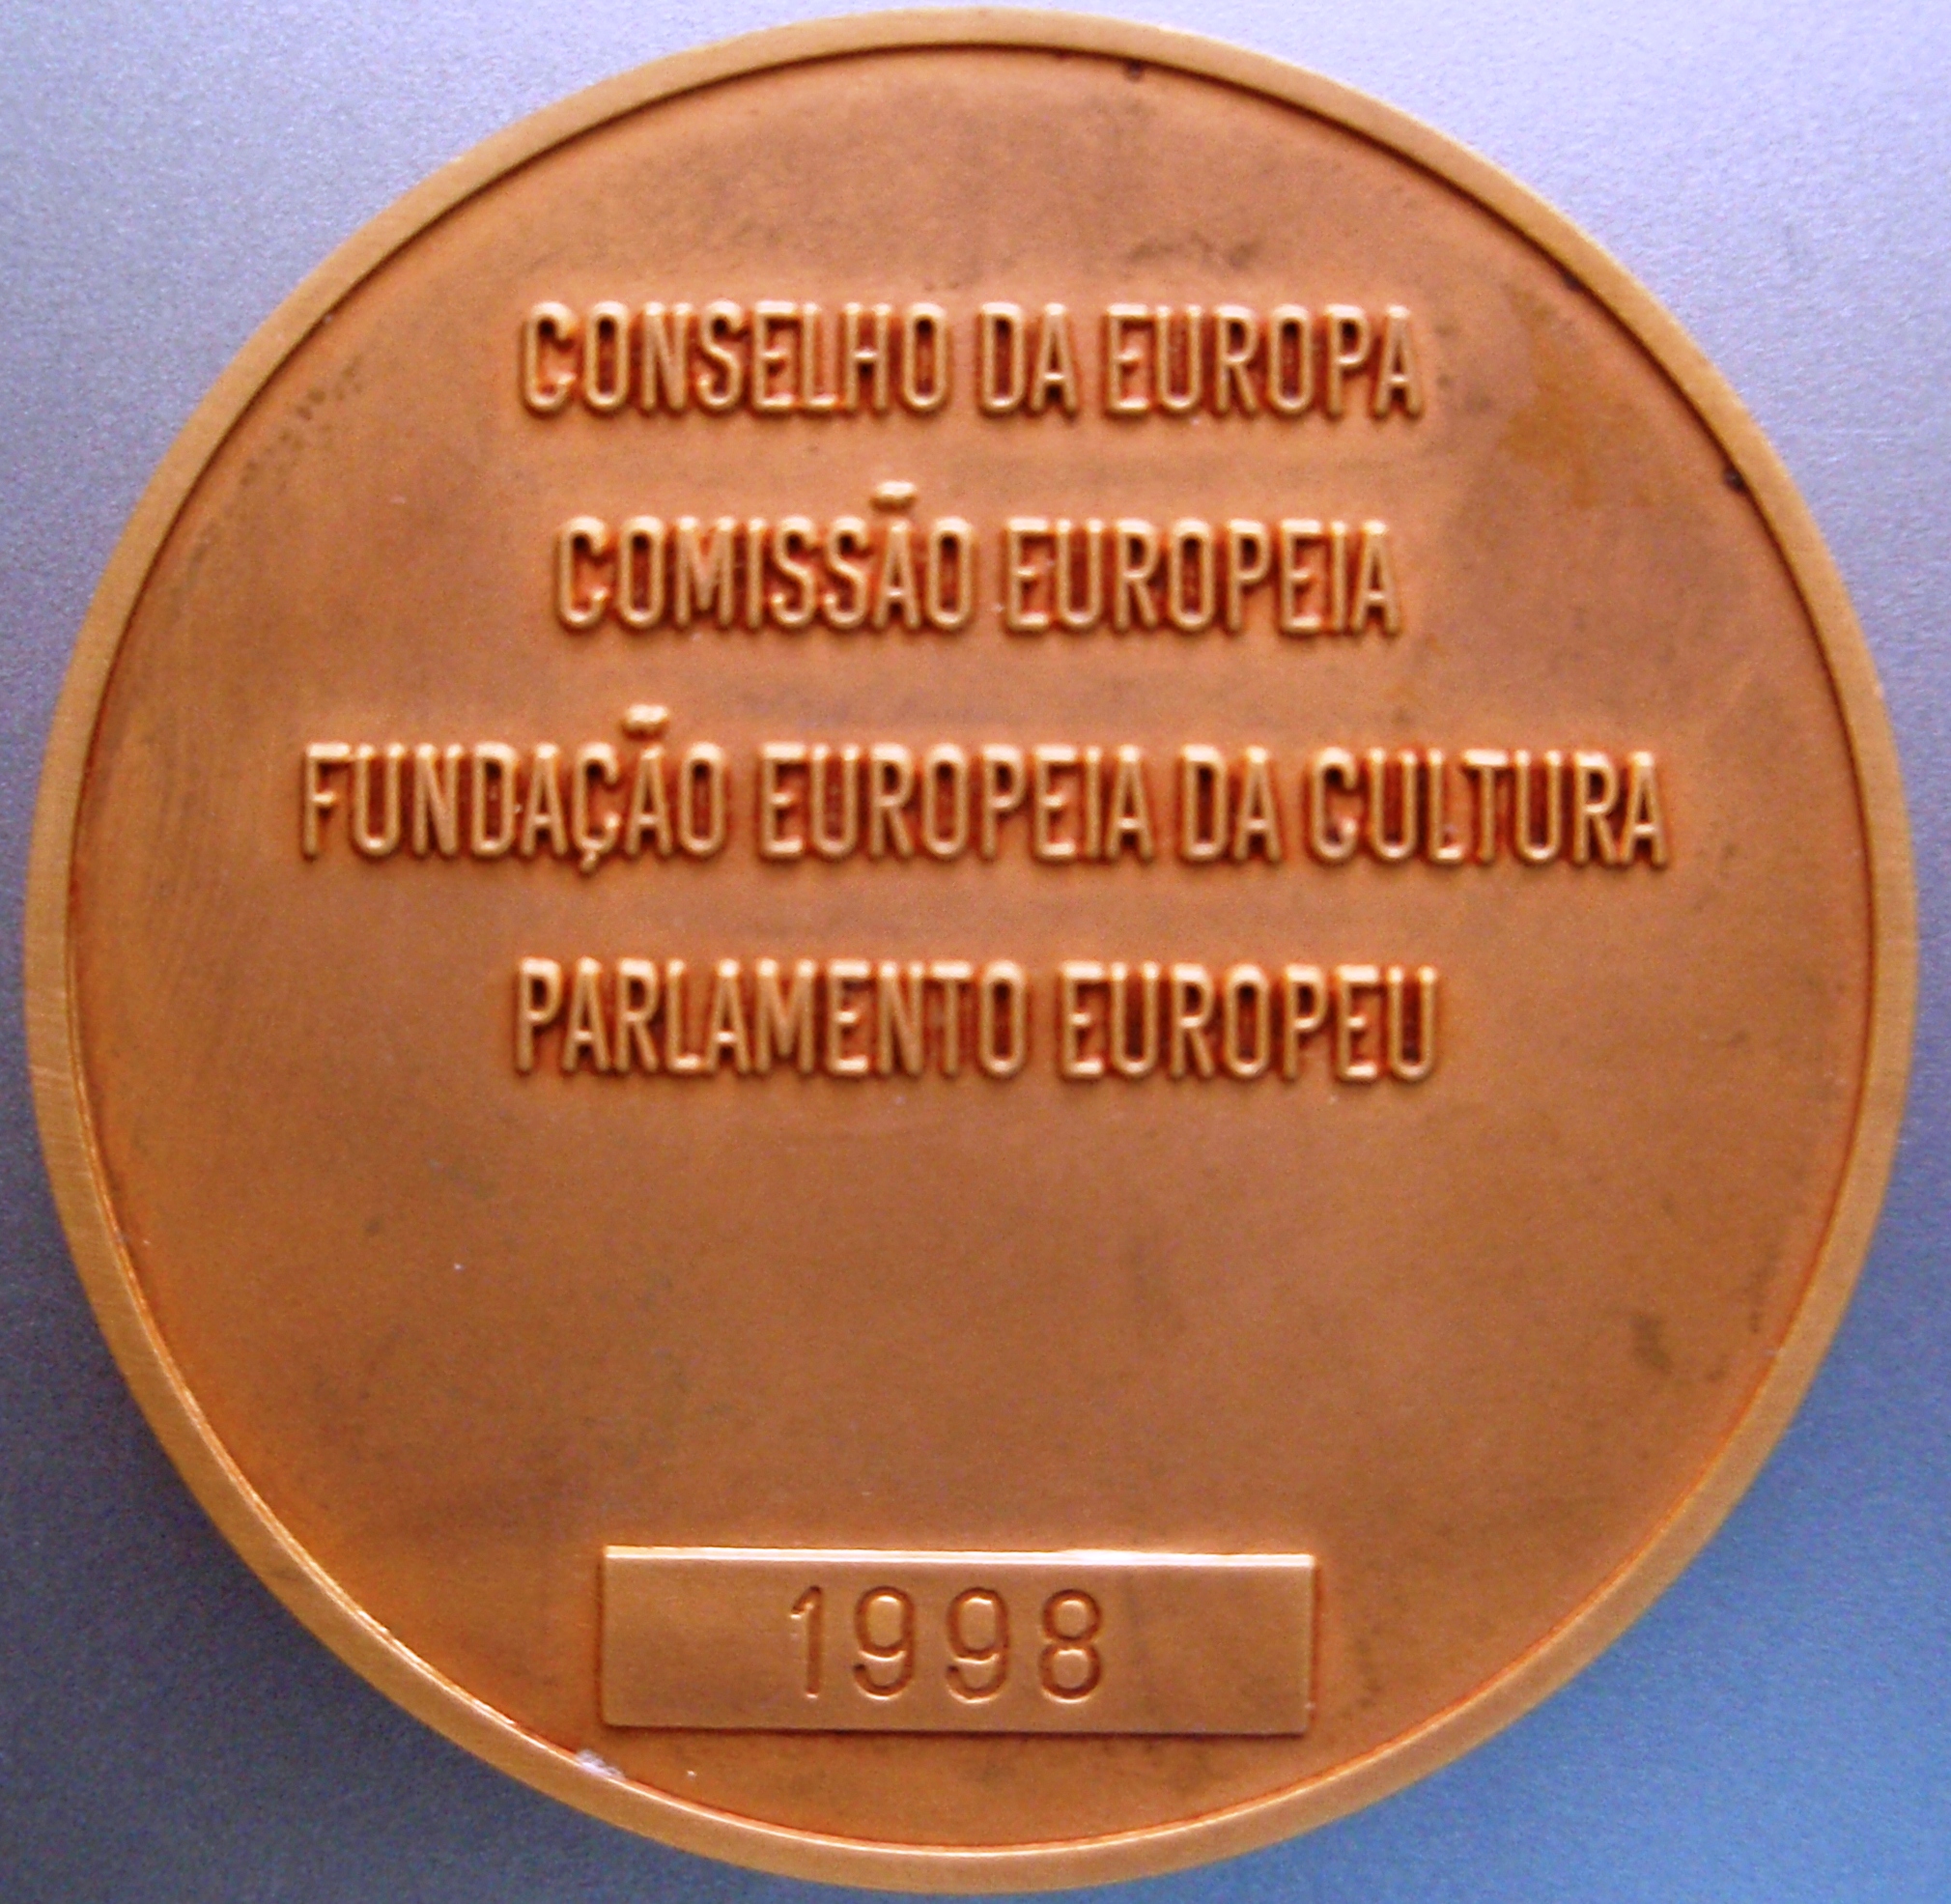 CONSELHO DA EUROPA
COMISSÃO EUROPEIA
FUNDAÇÃO EUROPEIA DA CULTURA
PARLAMENTO EUROPEU
1998